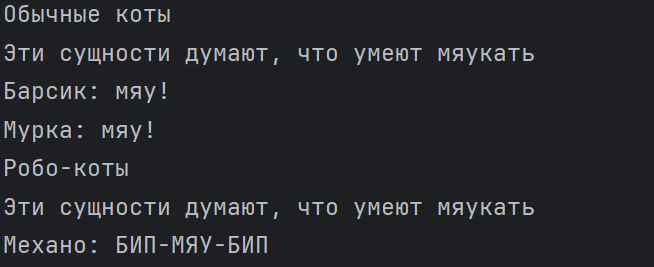 Обычные коты
Эти сущности думают, что умеют мяукать
Барсик: мяу!
Мурка: мяу!
Робо-коты
Эти сущности думают, что умеют мяукать
Механо: БИП-МЯУ-БИП